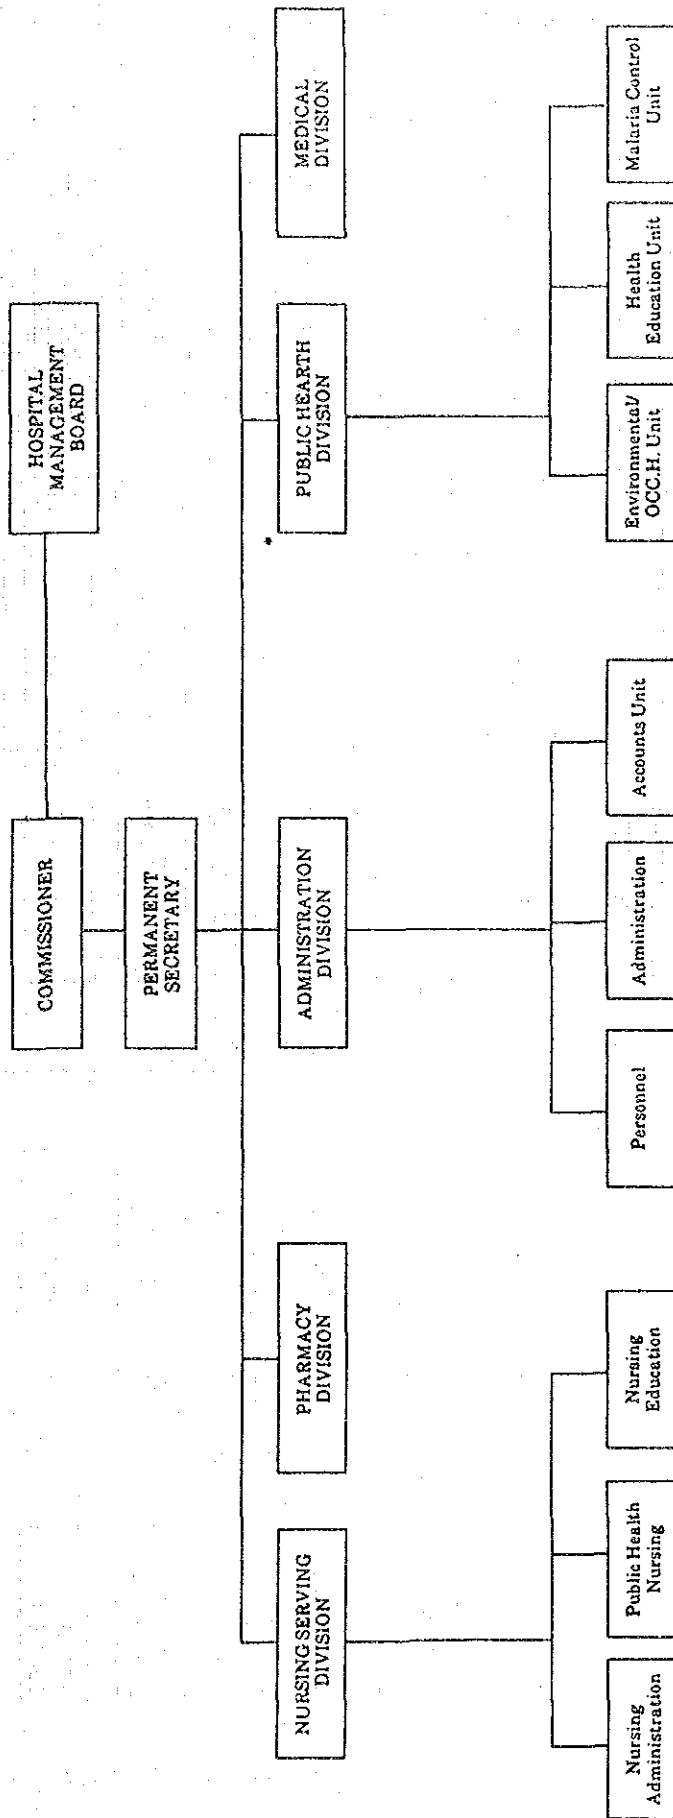 COMMISSIONER
HOSPITAL
MANAGEMENT
BOARD
PERMANENT
SECRETARY
NURSING SERVING
DIVISION
PHARMACY
DIVISION
ADMINISTRATION
DIVISION
PUBLIC HEARTH
DIVISION
MEDICAL
DIVISION
Nursing
Administration
Public Health
Nursing
Nursing
Education
Personnel
Administration
Accounts Unit
Environmental/
OCC.H. Unit
Health
Education Unit
Malaria Control
Unit